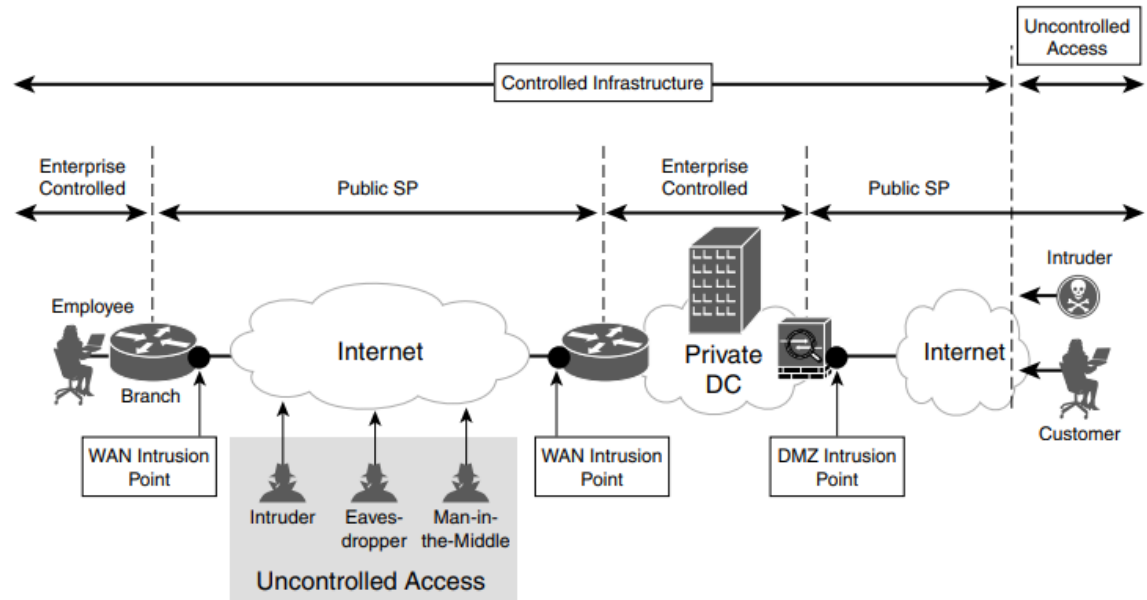 Uncontrolled
Access
Controlled Infrastructure
Enterprise
Controlled
Public SP
Enterprise
Controlled
Public SP
Employee
Intruder
Internet
Private
DC
Internet
Branch
Customer
WAN Intrusion
Point
WAN Intrusion
Point
DMZ Intrusion
Point
Intruder
Eaves-
dropper
Man-in-
the-Middle
Uncontrolled Access